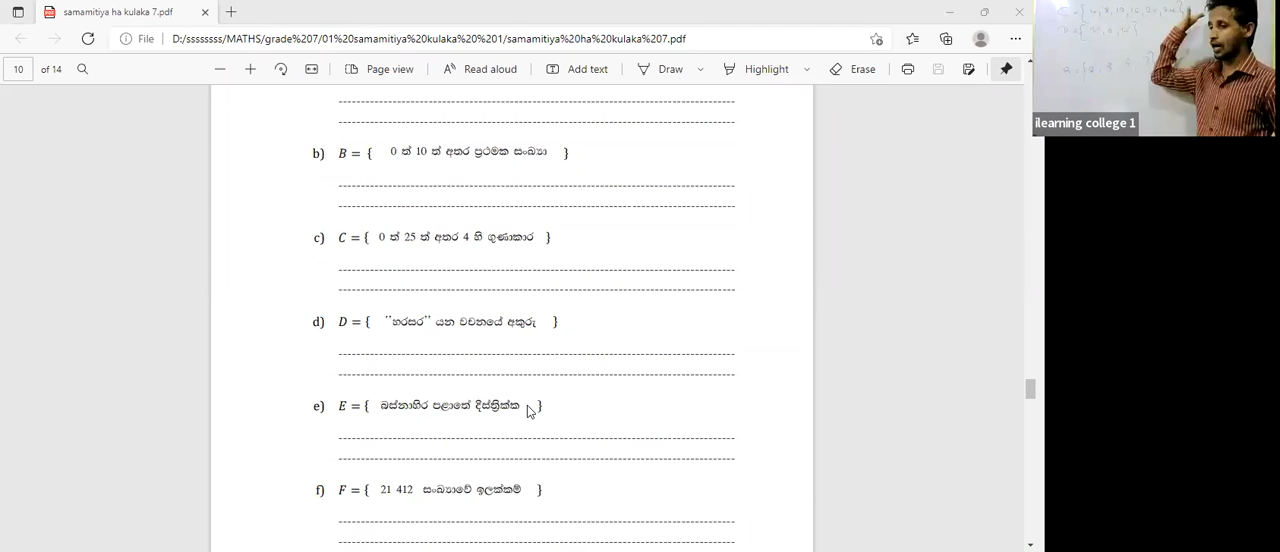 samamitiya ha kulaka 7.pdf
File D:/ssssssss/MATHS/grade%207/01%20samamitiya%20kulaka%20%201/samamitiya%20ha%20kulaka%207.pdf
10 of 14 Page view Read aloud Add text Draw Highlight Erase
ilearning college 1
b) B = { 0 ත් 10 ත් අතර ප්‍රථමක සංඛ්‍යා }
c) C = { 0 ත් 25 ත් අතර 4 හි ගුණාකාර }
d) D = { ''හරසර'' යන වචනයේ අකුරු }
e) E = { බස්නාහිර පළාතේ දිස්ත්‍රික්ක }
f) F = { 21 412 සංඛ්‍යාවේ ඉලක්කම් }